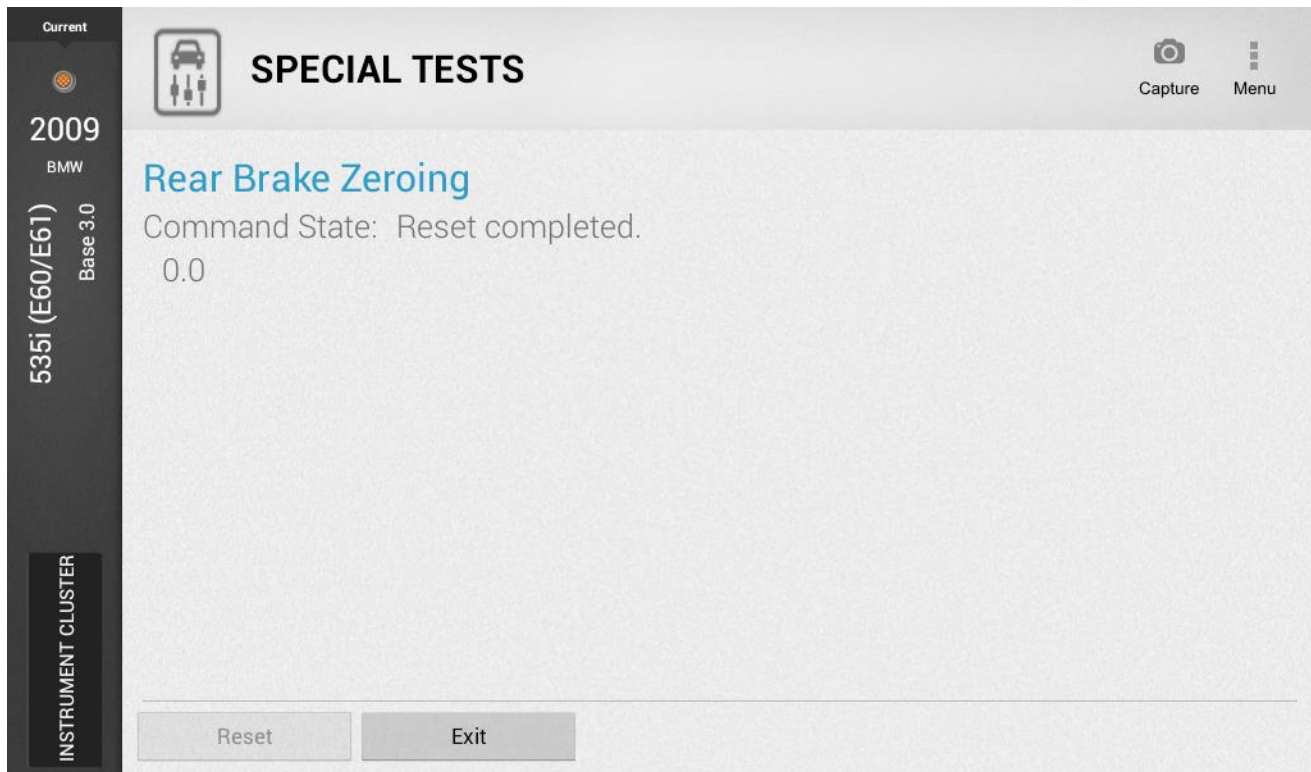 Current
2009
BMW
535i (E60/E61)
Base 3.0
INSTRUMENT CLUSTER
SPECIAL TESTS
Capture
Menu
Rear Brake Zeroing
Command State: Reset completed.
0.0
Reset
Exit